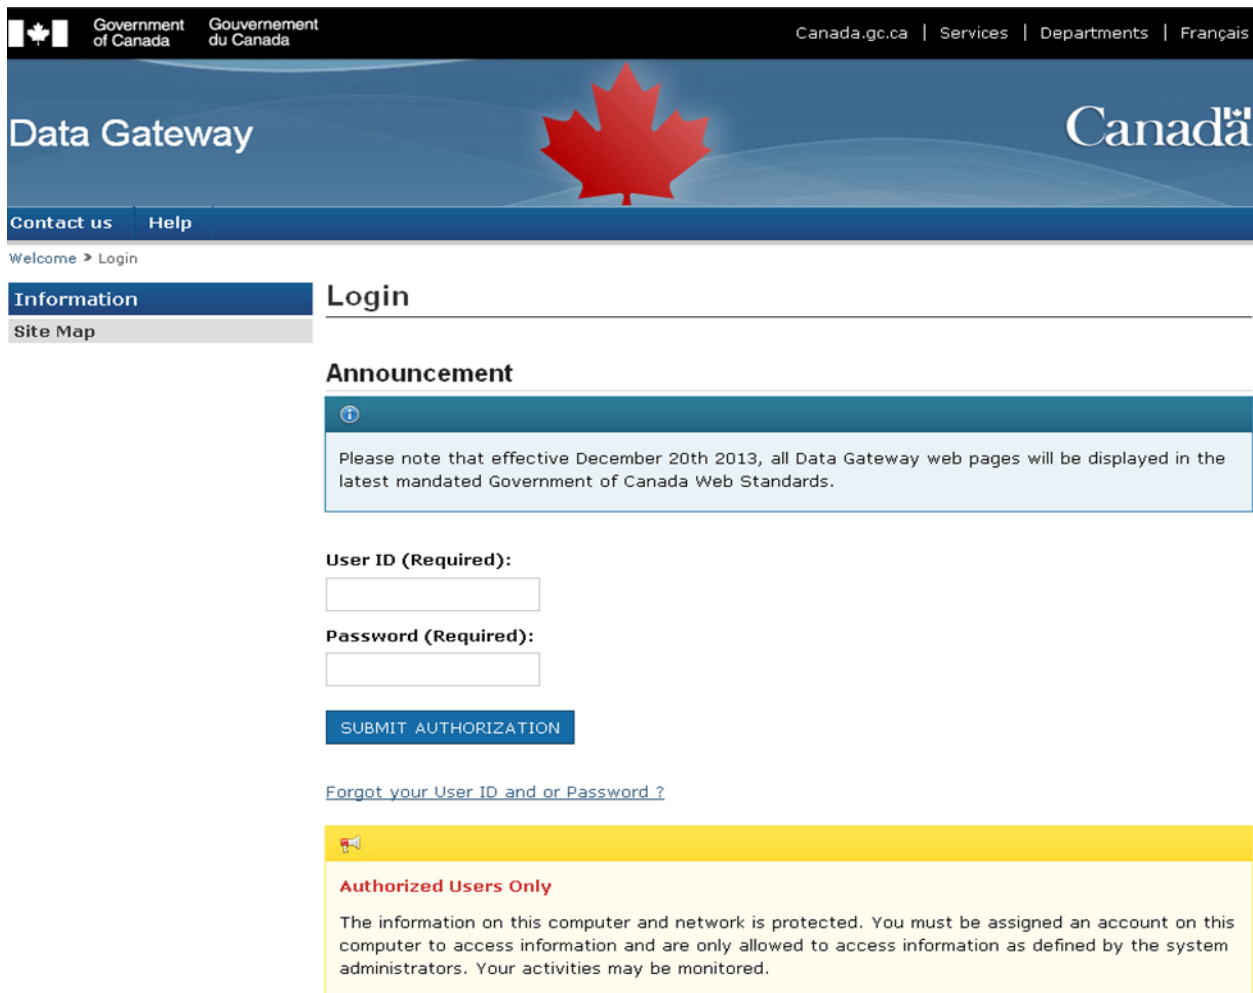 Government of Canada
Gouvernement du Canada
Canada.gc.ca | Services | Departments | Français
Data Gateway
Canada
Contact us
Help
Welcome > Login
Information
Site Map
Login
Announcement
Please note that effective December 20th 2013, all Data Gateway web pages will be displayed in the
latest mandated Government of Canada Web Standards.
User ID (Required):
Password (Required):
SUBMIT AUTHORIZATION
Forgot your User ID and or Password ?
Authorized Users Only
The information on this computer and network is protected. You must be assigned an account on this
computer to access information and are only allowed to access information as defined by the system
administrators. Your activities may be monitored.